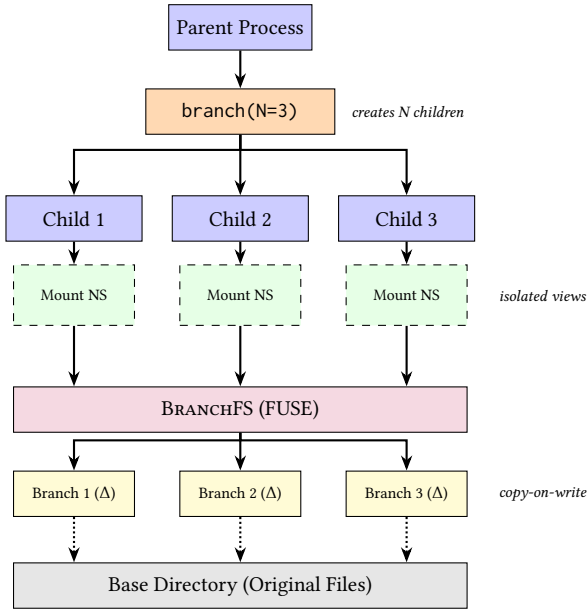 Parent Process
branch(N=3)
creates N children
Child 1
Child 2
Child 3
Mount NS
Mount NS
Mount NS
isolated views
BranchFS (FUSE)
Branch 1 (Δ)
Branch 2 (Δ)
Branch 3 (Δ)
copy-on-write
Base Directory (Original Files)